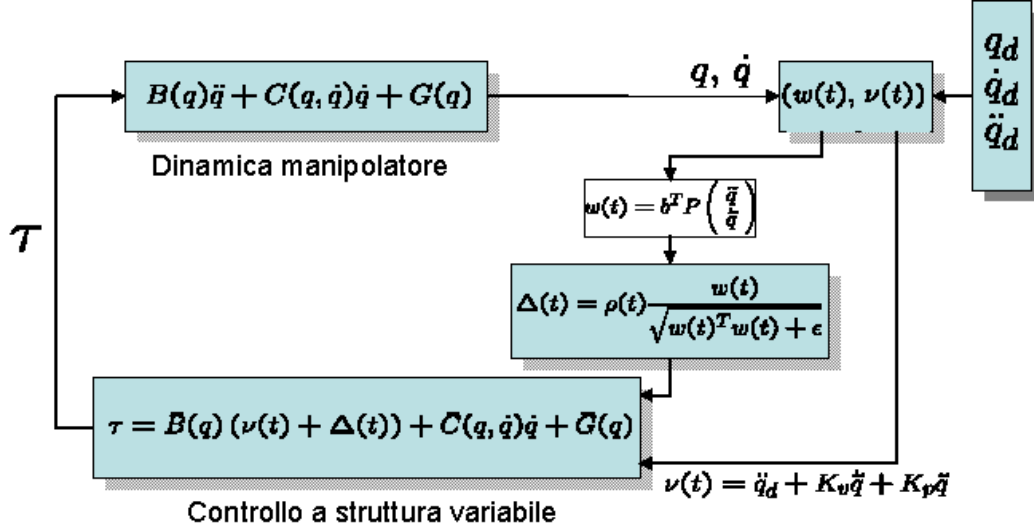 B(q)q̈ + C(q, q̇)q̇ + G(q)
Dinamica manipolatore
q, q̇
(w(t), ν(t))
q_d
q̇_d
q̈_d
τ
w(t) = b^T P ( q̃ / q̃̇ )
Δ(t) = ρ(t) w(t) / √(w(t)^T w(t) + ϵ)
τ = B̄(q) (ν(t) + Δ(t)) + C̄(q, q̇)q̇ + Ḡ(q)
ν(t) = q̈_d + K_v q̃̇ + K_p q̃
Controllo a struttura variabile